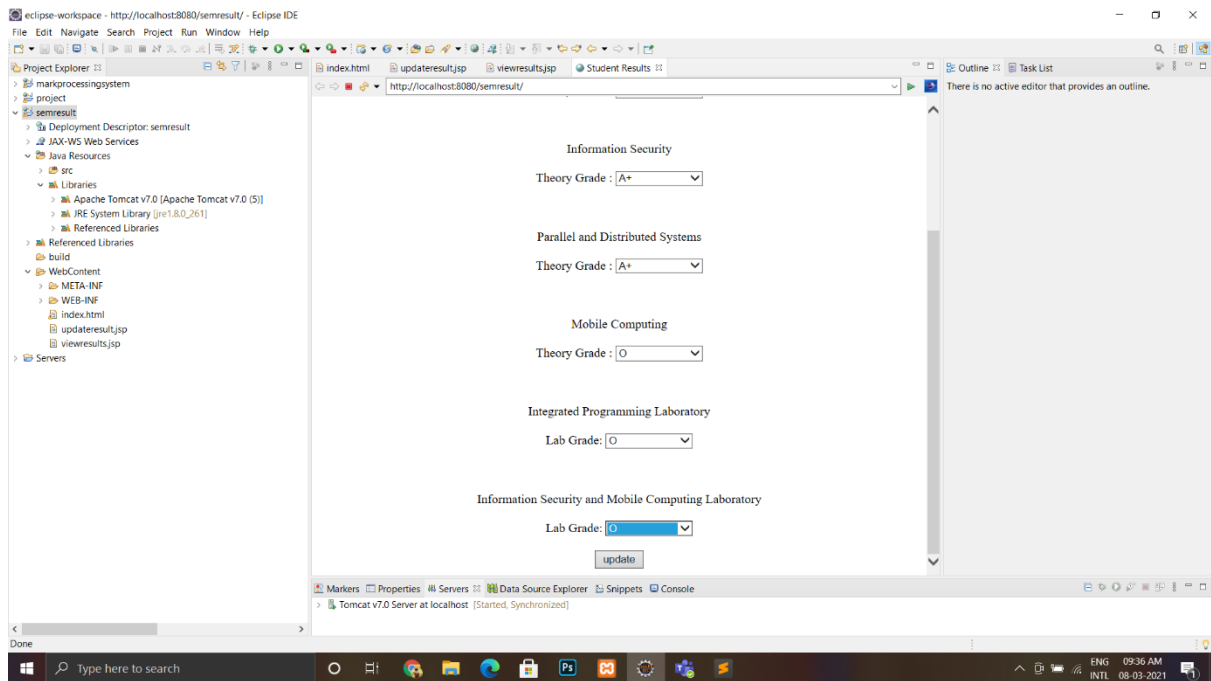 eclipse-workspace - http://localhost:8080/semresult/ - Eclipse IDE
File Edit Navigate Search Project Run Window Help
Project Explorer
index.html updateresult.jsp viewresults.jsp Student Results
Outline Task List
http://localhost:8080/semresult/
There is no active editor that provides an outline.
markprocessingsystem
project
semresult
Deployment Descriptor: semresult
JAX-WS Web Services
Java Resources
src
Libraries
Apache Tomcat v7.0 [Apache Tomcat v7.0 (5)]
JRE System Library [jre1.8.0_261]
Referenced Libraries
Referenced Libraries
build
WebContent
META-INF
WEB-INF
index.html
updateresult.jsp
viewresults.jsp
Servers
Information Security
Theory Grade : A+
Parallel and Distributed Systems
Theory Grade : A+
Mobile Computing
Theory Grade : O
Integrated Programming Laboratory
Lab Grade: O
Information Security and Mobile Computing Laboratory
Lab Grade: O
update
Markers Properties Servers Data Source Explorer Snippets Console
Tomcat v7.0 Server at localhost [Started, Synchronized]
Done
Type here to search
Ps
ENG 09:36 AM
INTL 08-03-2021